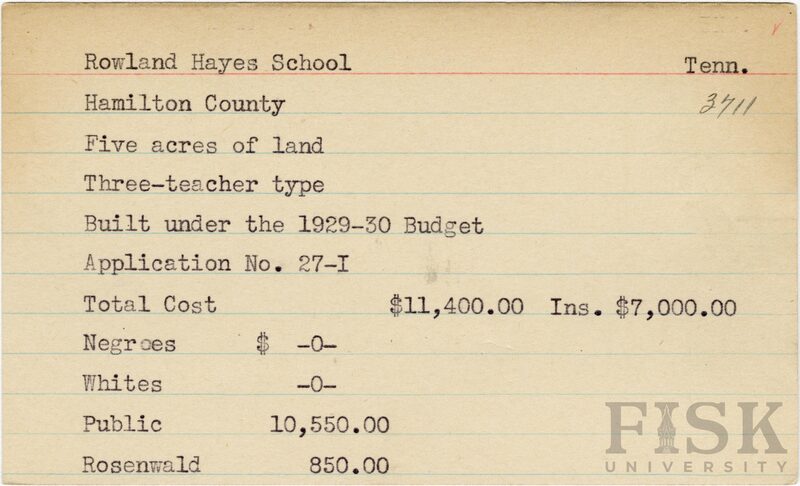 Rowland Hayes School Tenn.
Hamilton County 3711
Five acres of land
Three-teacher type
Built under the 1929-30 Budget
Application No. 27-I
Total Cost $11,400.00 Ins. $7,000.00
Negroes $ -0-
Whites -0-
Public 10,550.00
Rosenwald 850.00
FISK
UNIVERSITY